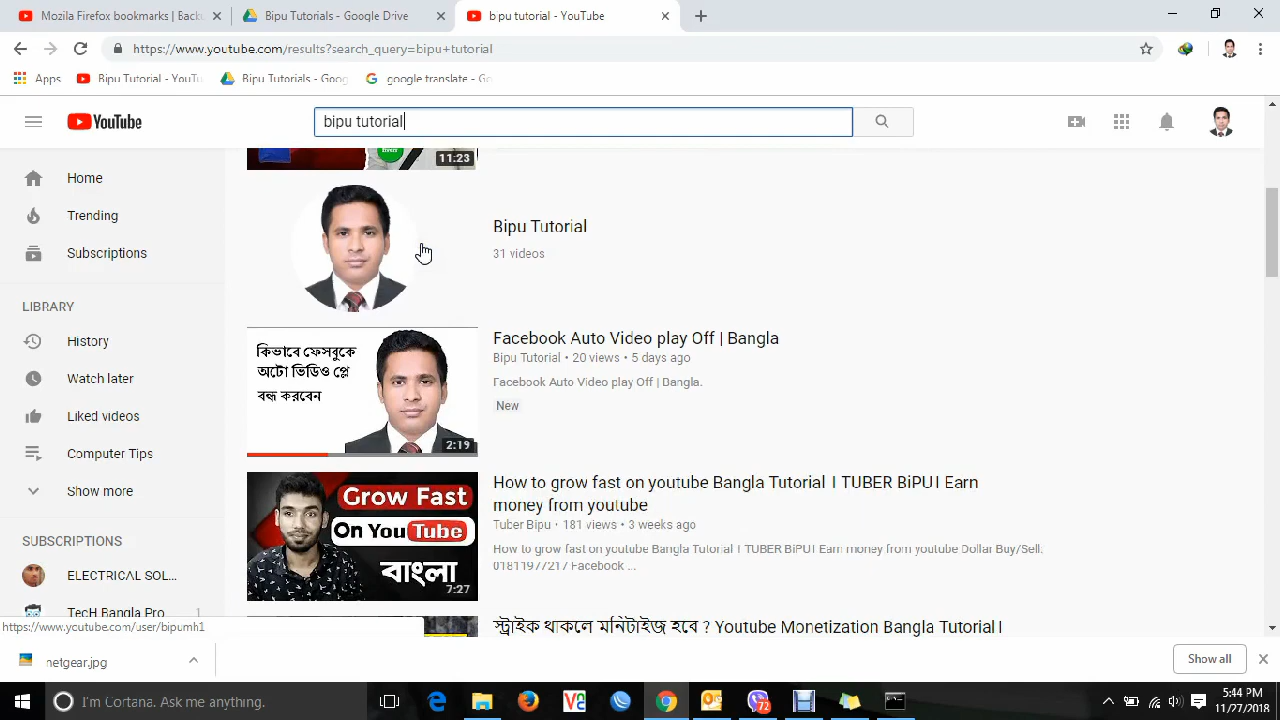 Mozila Firefox bookmarks | Back
Bipu Tutorials - Google Drive
bipu tutorial - YouTube
https://www.youtube.com/results?search_query=bipu+tutorial
Apps
Bipu Tutorial - YouTu
Bipu Tutorials - Goog
google translate - Go
YouTube
bipu tutorial
Home
Trending
Subscriptions
LIBRARY
History
Watch later
Liked videos
Computer Tips
Show more
SUBSCRIPTIONS
ELECTRICAL SOL...
TecH Bangla Pro
1
fiverr
11:23
Bipu Tutorial
31 videos
কিভাবে ফেসবুকে
অটো ভিডিও প্লে
বন্ধ করবেন
2:19
Facebook Auto Video play Off | Bangla
Bipu Tutorial • 20 views • 5 days ago
Facebook Auto Video play Off | Bangla.
New
Grow Fast
On YouTube
বাংলা
7:27
How to grow fast on youtube Bangla Tutorial I TUBER BiPU I Earn
money from youtube
Tuber Bipu • 181 views • 3 weeks ago
How to grow fast on youtube Bangla Tutorial I TUBER BiPU I Earn money from youtube Dollar Buy/Sell:
01811977217 Facebook ...
স্ট্রাইক থাকলে মনিটাইজ হবে ? Youtube Monetization Bangla Tutorial I
https://www.youtube.com/user/bipumh1
netgear.jpg
Show all
I'm Cortana. Ask me anything.
72
5:44 PM
11/27/2018